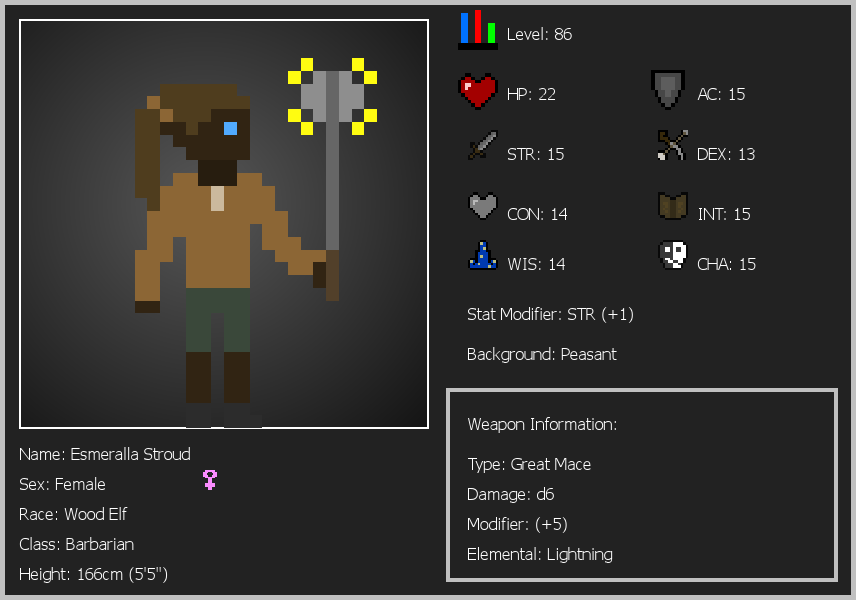 Level: 86
HP: 22
AC: 15
STR: 15
DEX: 13
CON: 14
INT: 15
WIS: 14
CHA: 15
Stat Modifier: STR (+1)
Background: Peasant
Weapon Information:
Type: Great Mace
Damage: d6
Modifier: (+5)
Elemental: Lightning
Name: Esmeralla Stroud
Sex: Female
Race: Wood Elf
Class: Barbarian
Height: 166cm (5'5")